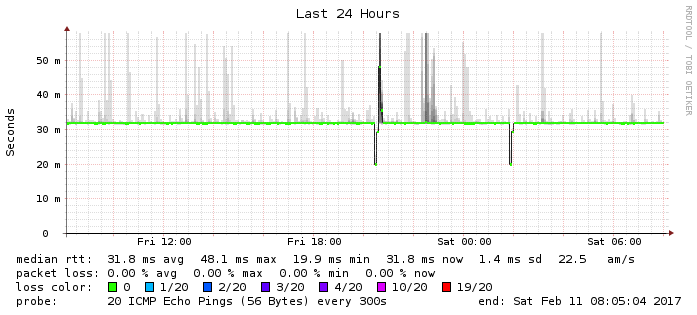 Last 24 Hours
RRDTOOL / TOBI OETIKER
Seconds
50 m
40 m
30 m
20 m
10 m
0
Fri 12:00 Fri 18:00 Sat 00:00 Sat 06:00
median rtt: 31.8 ms avg 48.1 ms max 19.9 ms min 31.8 ms now 1.4 ms sd 22.5 am/s
packet loss: 0.00 % avg 0.00 % max 0.00 % min 0.00 % now
loss color: 0 1/20 2/20 3/20 4/20 10/20 19/20
probe: 20 ICMP Echo Pings (56 Bytes) every 300s end: Sat Feb 11 08:05:04 2017